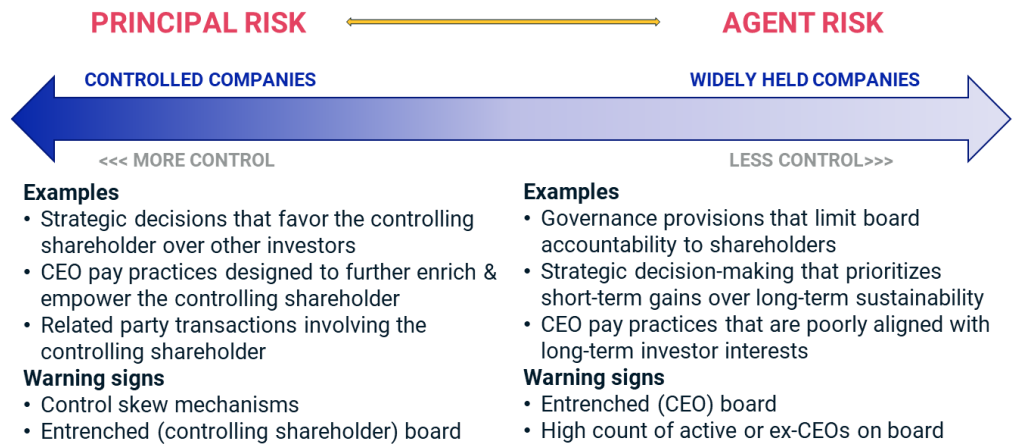 PRINCIPAL RISK
AGENT RISK
CONTROLLED COMPANIES
WIDELY HELD COMPANIES
<<< MORE CONTROL
LESS CONTROL>>>
Examples
• Strategic decisions that favor the controlling
shareholder over other investors
• CEO pay practices designed to further enrich &
empower the controlling shareholder
• Related party transactions involving the
controlling shareholder
Warning signs
• Control skew mechanisms
• Entrenched (controlling shareholder) board
Examples
• Governance provisions that limit board
accountability to shareholders
• Strategic decision-making that prioritizes
short-term gains over long-term sustainability
• CEO pay practices that are poorly aligned with
long-term investor interests
Warning signs
• Entrenched (CEO) board
• High count of active or ex-CEOs on board